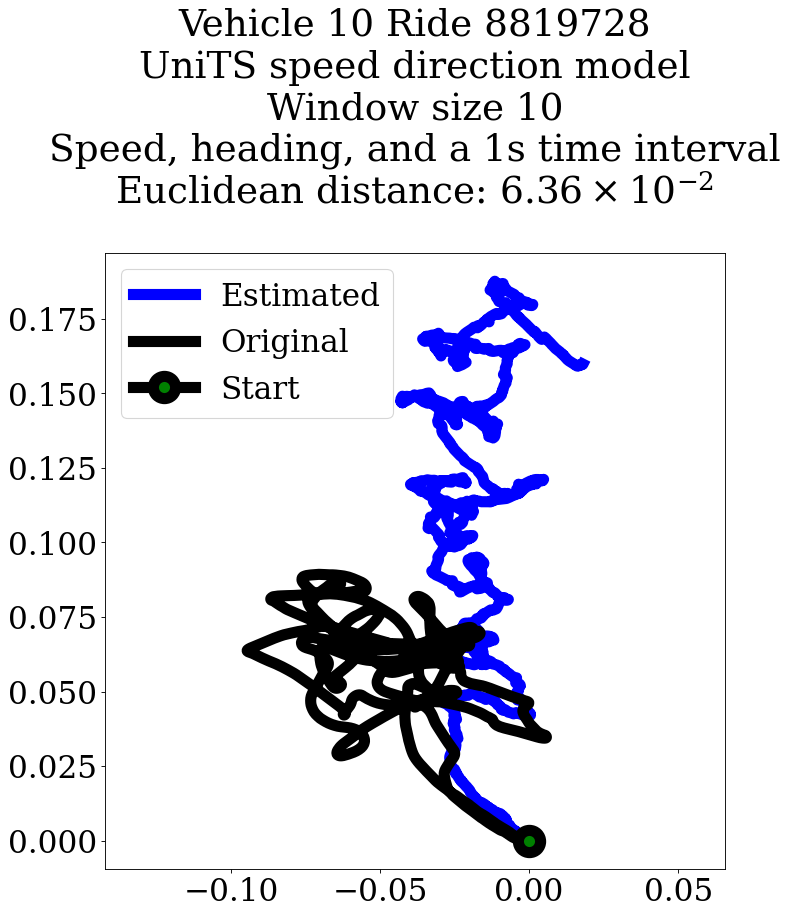 Vehicle 10 Ride 8819728
UniTS speed direction model
Window size 10
Speed, heading, and a 1s time interval
Euclidean distance: 6.36 × 10⁻²
Estimated
Original
Start
0.175
0.150
0.125
0.100
0.075
0.050
0.025
0.000
−0.10
−0.05
0.00
0.05